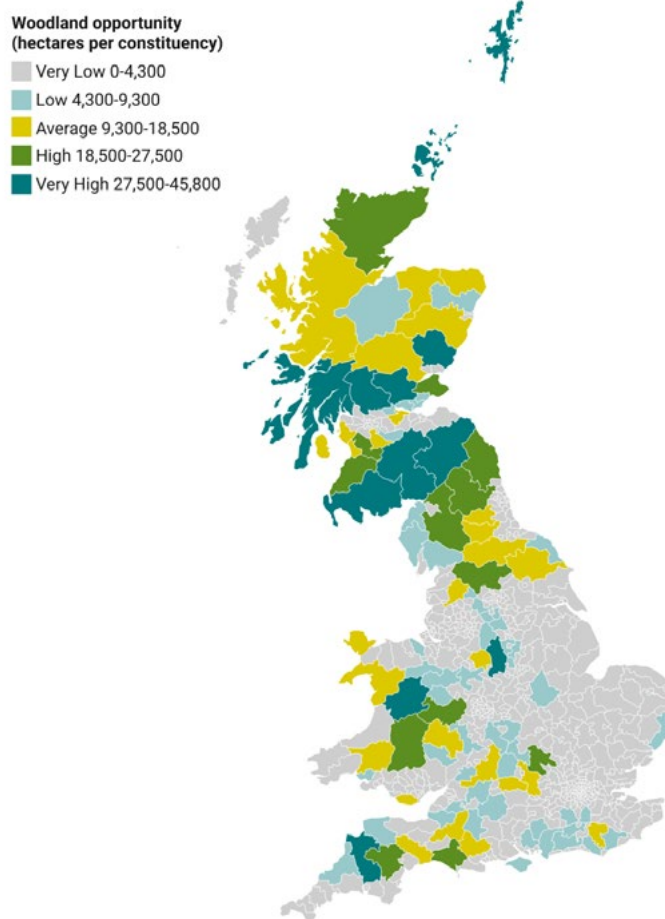 Woodland opportunity
(hectares per constituency)
Very Low 0-4,300
Low 4,300-9,300
Average 9,300-18,500
High 18,500-27,500
Very High 27,500-45,800